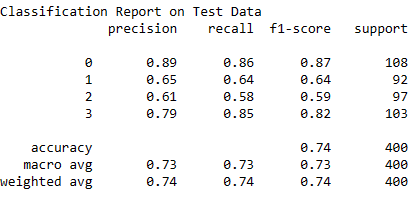 Classification Report on Test Data
precision recall f1-score support
0 0.89 0.86 0.87 108
1 0.65 0.64 0.64 92
2 0.61 0.58 0.59 97
3 0.79 0.85 0.82 103
accuracy 0.74 400
macro avg 0.73 0.73 0.73 400
weighted avg 0.74 0.74 0.74 400